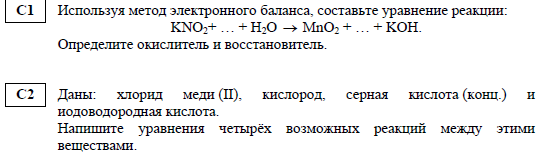 С1 Используя метод электронного баланса, составьте уравнение реакции:
KNO₂+ … + H₂O → MnO₂ + … + KOH.
Определите окислитель и восстановитель.
С2 Даны: хлорид меди (II), кислород, серная кислота (конц.) и
иодоводородная кислота.
Напишите уравнения четырёх возможных реакций между этими
веществами.